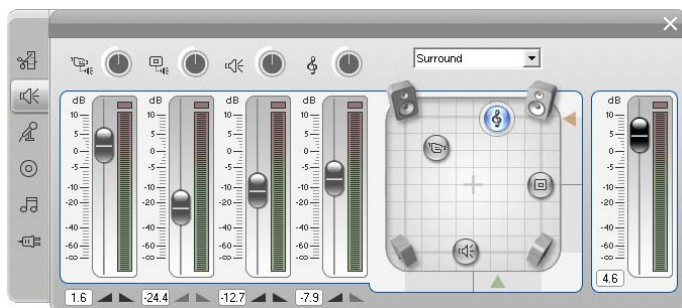 Surround
dB dB dB dB dB
10 10 10 10 10
5 5 5 5 5
0 0 0 0 0
-5 -5 -5 -5 -5
-10 -10 -10 -10 -10
-20 -20 -20 -20 -20
-40 -40 -40 -40 -40
-60 -60 -60 -60 -60
-∞ -∞ -∞ -∞ -∞
4.6
1.6 -24.4 -12.7 -7.9